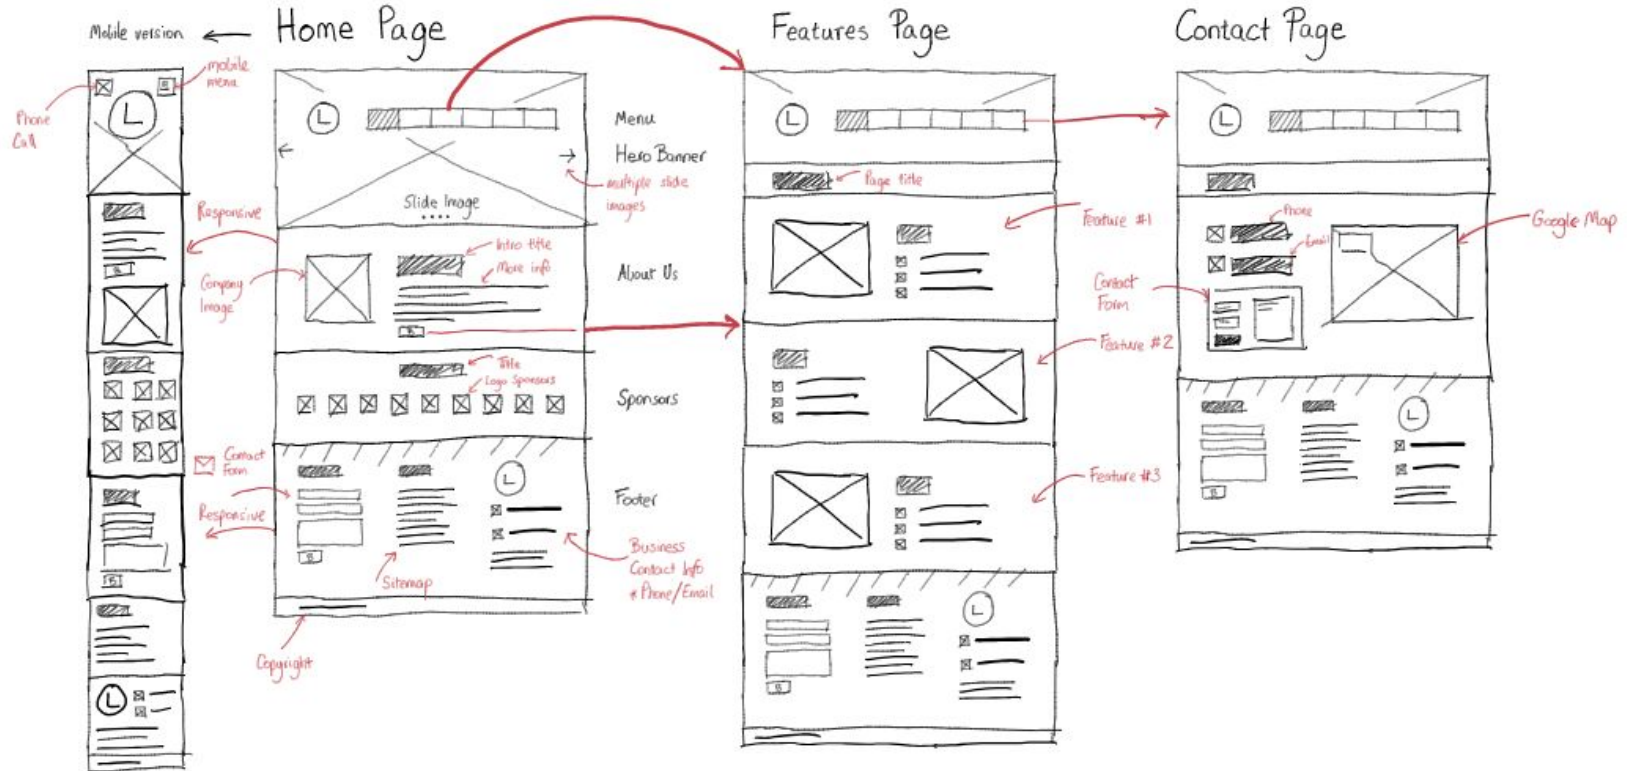 Mobile version
Home Page
Features Page
Contact Page
mobile
menu
Phone
Call
L
L
Menu
Hero Banner
multiple slide
images
Slide Image
Responsive
Company
Image
Intro title
More info
About Us
B
B
Title
Logo Sponsors
Sponsors
Contact
Form
Responsive
L
Footer
B
B
Sitemap
Business
Contact Info
* Phone/Email
Copyright
L
L
Page title
Feature #1
Feature #2
Feature #3
L
B
L
Phone
Email
Google Map
Contact
Form
L
B